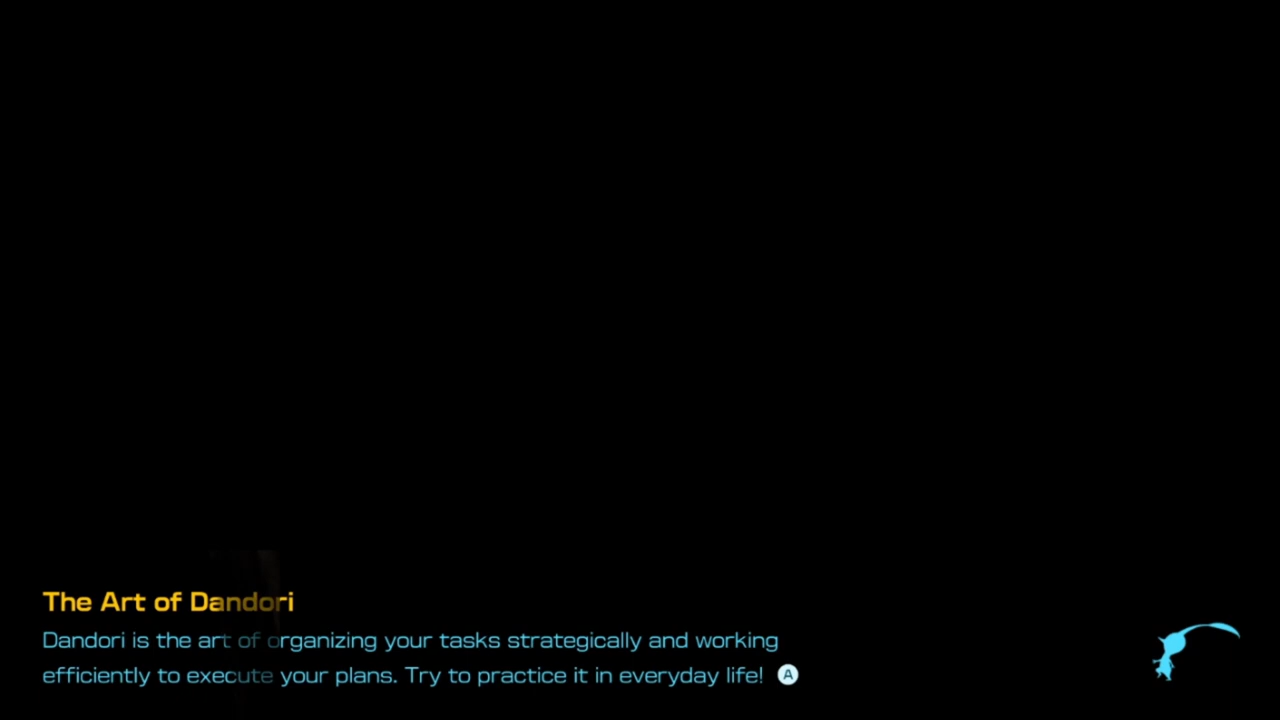 The Art of Dandori
Dandori is the art of organizing your tasks strategically and working
efficiently to execute your plans. Try to practice it in everyday life! A